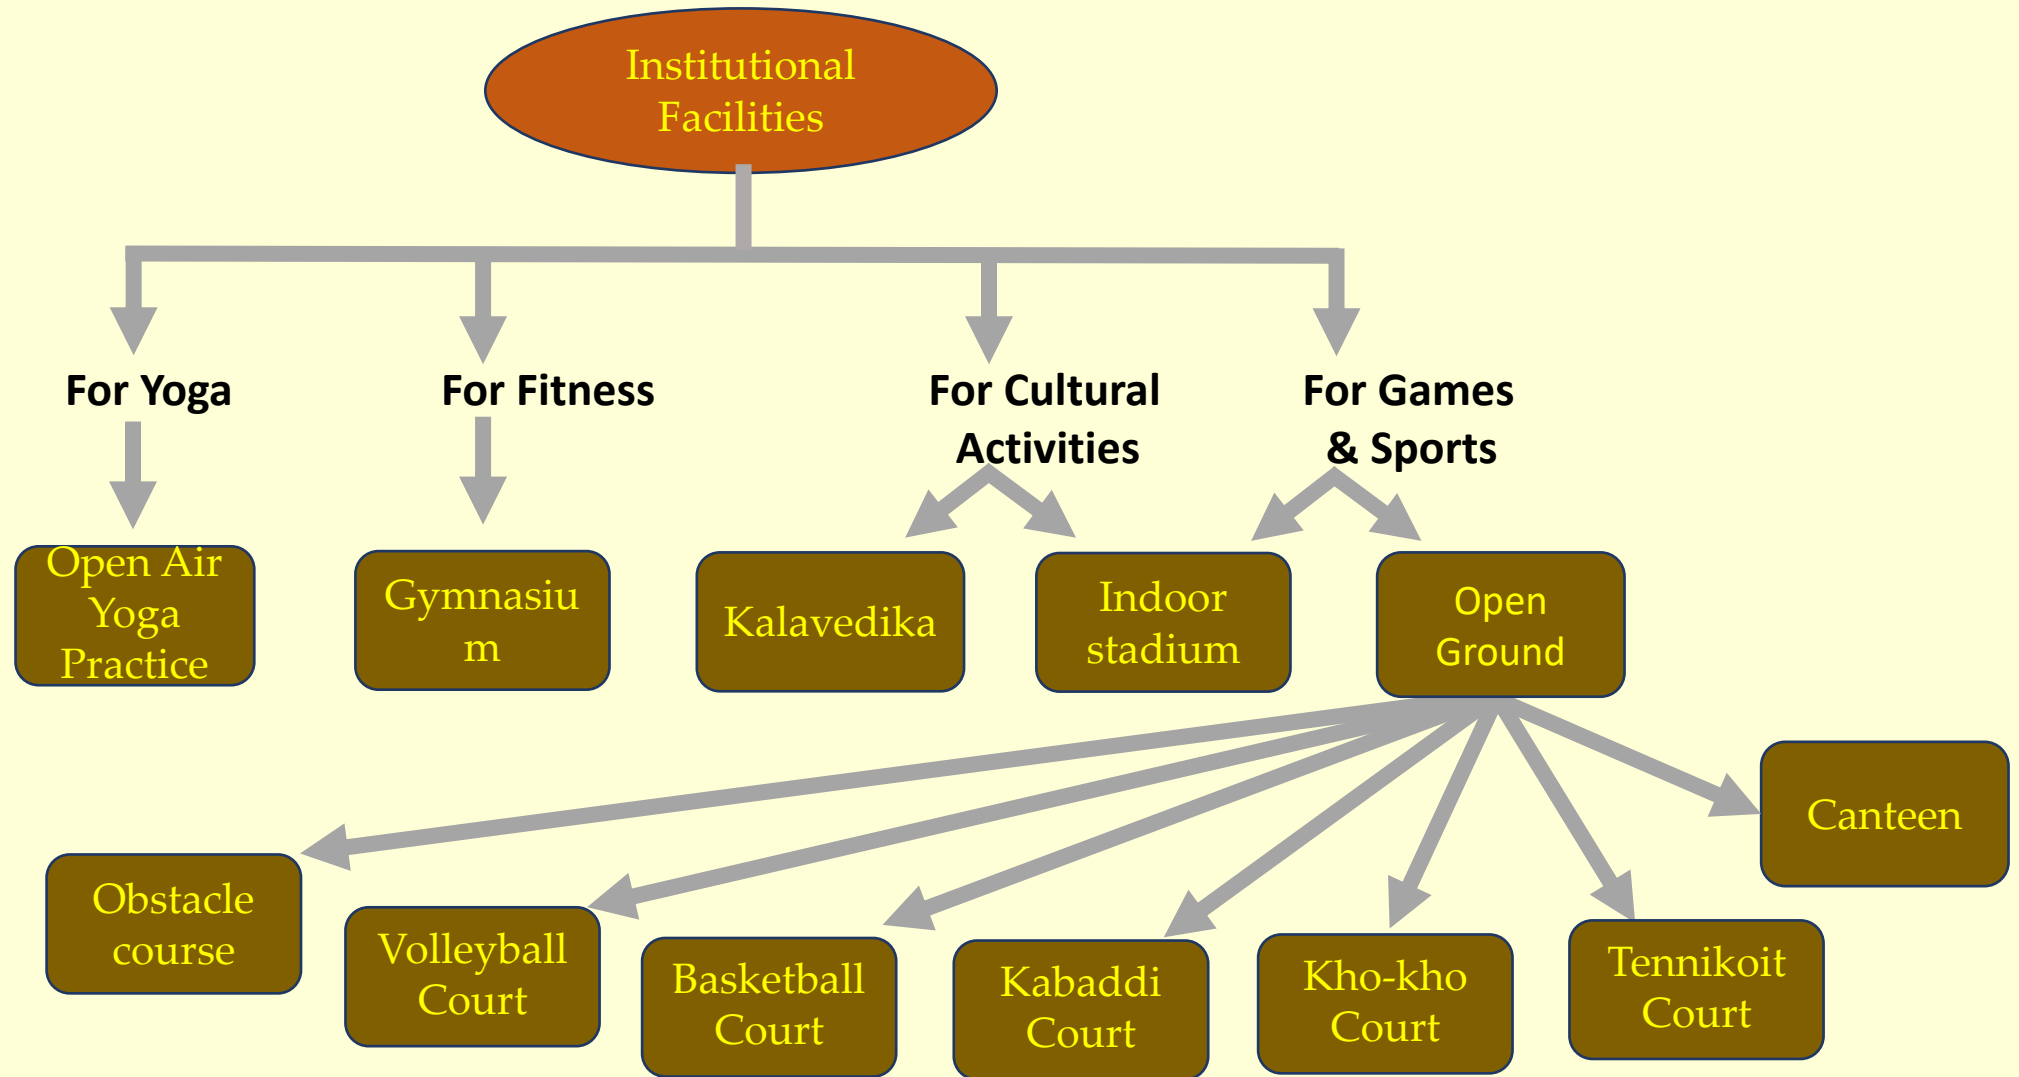 Institutional
Facilities
For Yoga
For Fitness
For Cultural
Activities
For Games
& Sports
Open Air
Yoga
Practice
Gymnasiu
m
Kalavedika
Indoor
stadium
Open
Ground
Obstacle
course
Volleyball
Court
Basketball
Court
Kabaddi
Court
Kho-kho
Court
Tennikoit
Court
Canteen